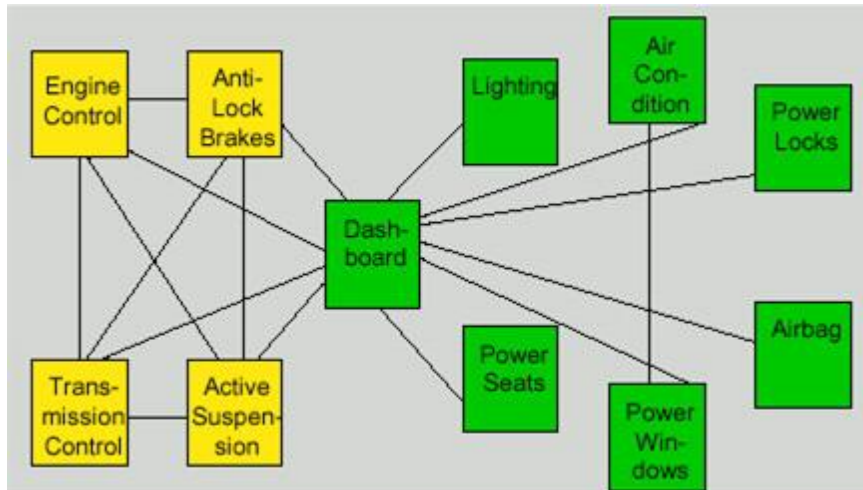 Engine
Control
Anti-
Lock
Brakes
Lighting
Air
Con-
dition
Power
Locks
Dash-
board
Trans-
mission
Control
Active
Suspen-
sion
Power
Seats
Power
Win-
dows
Airbag